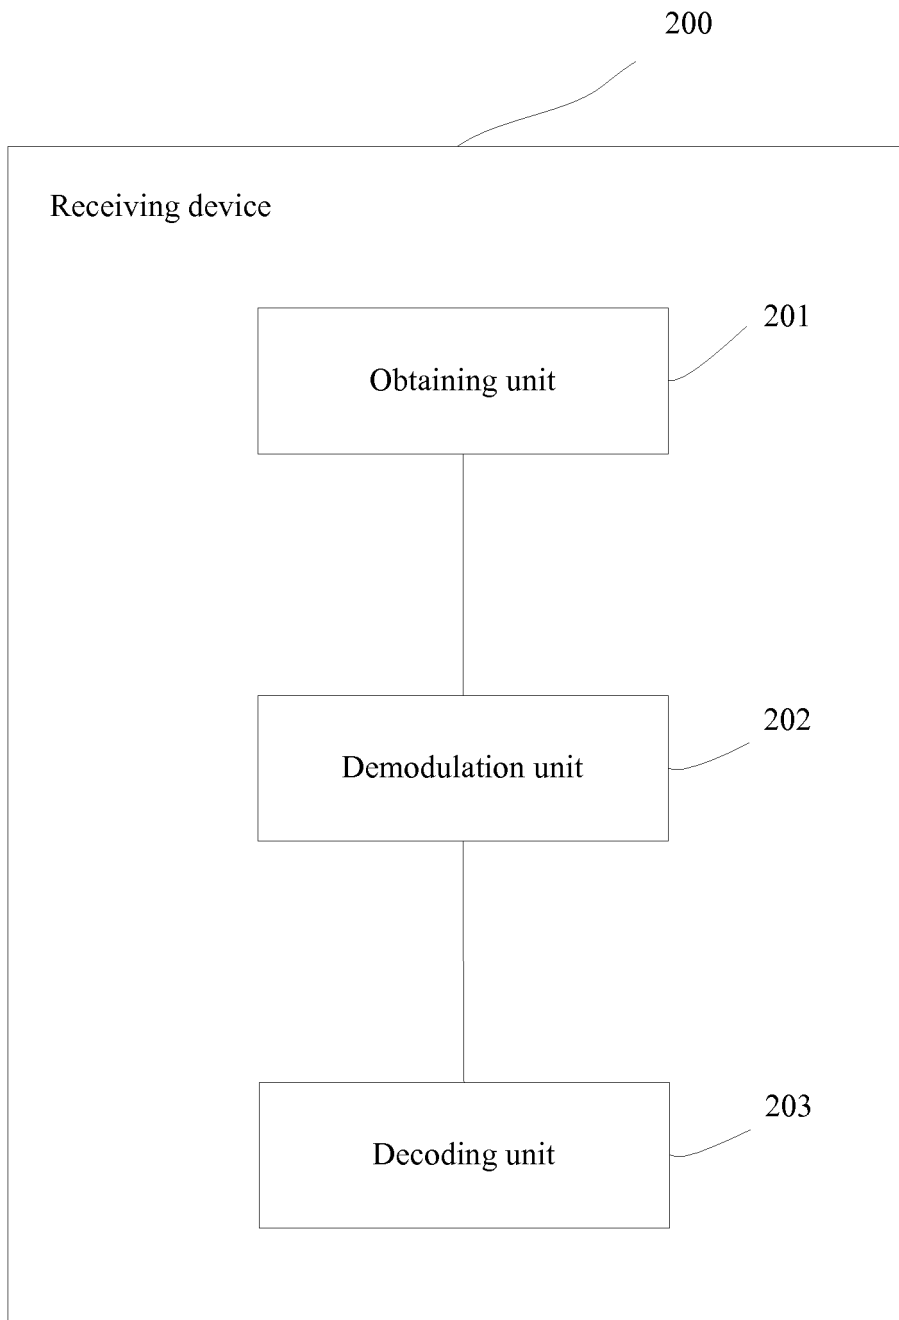 200
Receiving device
201
Obtaining unit
202
Demodulation unit
203
Decoding unit